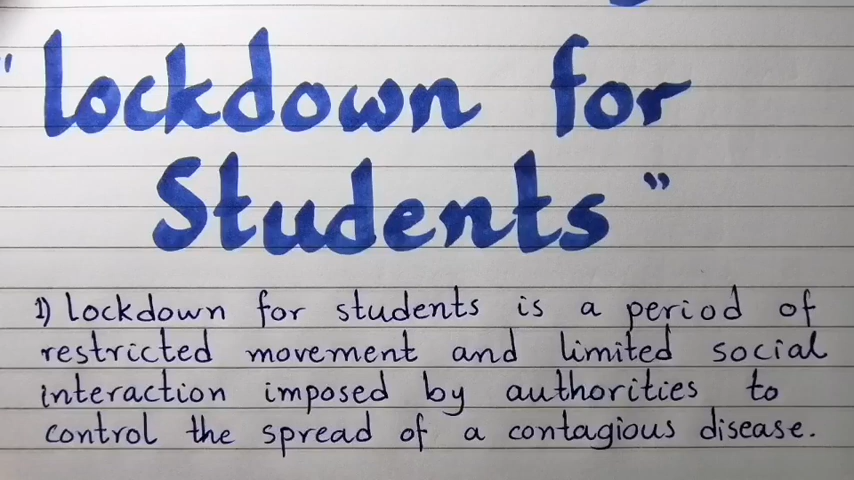 "lockdown for
Students"
1) lockdown for students is a period of
restricted movement and limited social
interaction imposed by authorities to
control the spread of a contagious disease.